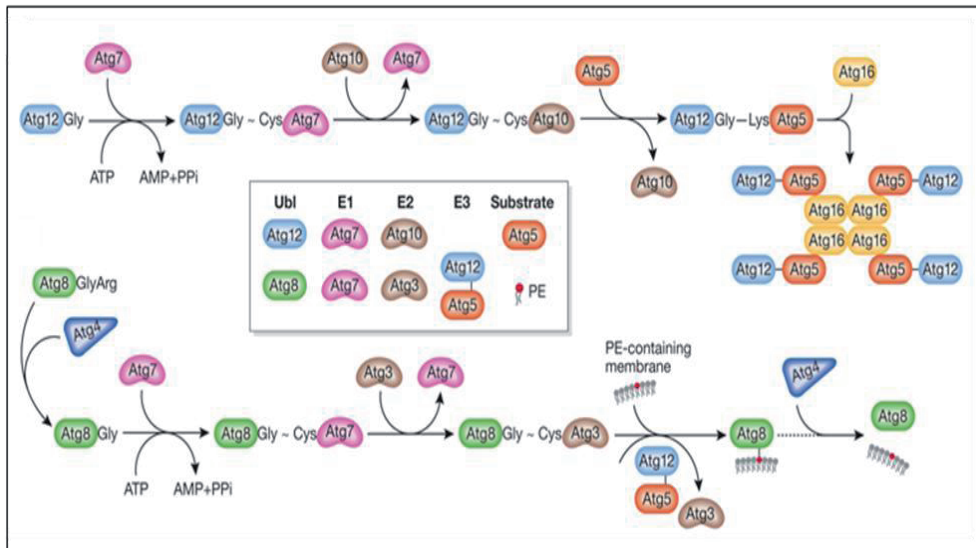 Atg7
Atg10
Atg7
Atg5
Atg16
Atg12 Gly
Atg12 Gly ~ Cys Atg7
Atg12 Gly ~ Cys Atg10
Atg12 Gly – Lys Atg5
ATP
AMP+PPi
Atg10
Atg12 Atg5 Atg5 Atg12
Atg16 Atg16
Atg16 Atg16
Atg12 Atg5 Atg5 Atg12
Ubl E1 E2 E3 Substrate
Atg12 Atg7 Atg10 Atg5
Atg8 Atg7 Atg3 Atg12 PE
Atg5
Atg8 GlyArg
Atg4
Atg7
Atg3
Atg7
PE-containing
membrane
Atg4
Atg8 Gly
Atg8 Gly ~ Cys Atg7
Atg8 Gly ~ Cys Atg3
Atg8
Atg8
ATP
AMP+PPi
Atg12
Atg5
Atg3